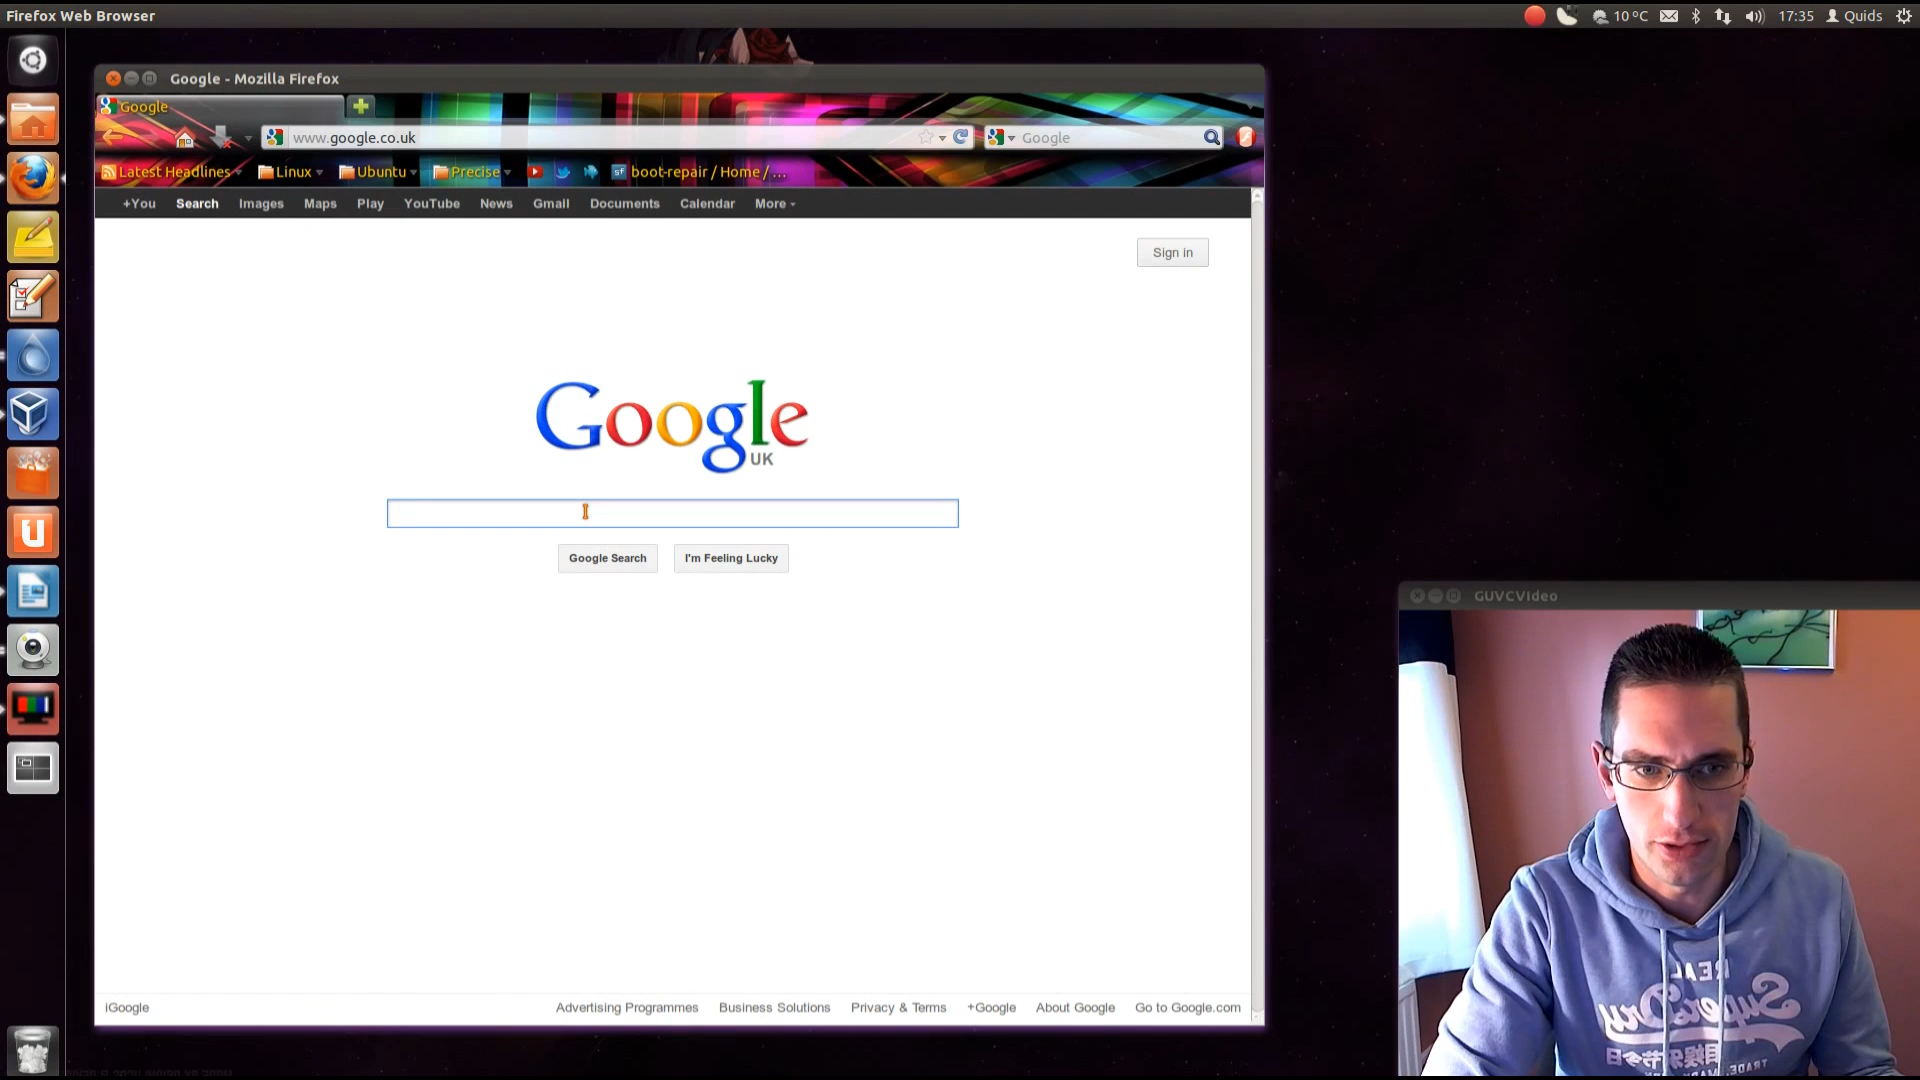 Firefox Web Browser
10 °C
17:35
Quids
Google - Mozilla Firefox
Google
www.google.co.uk
Google
Latest Headlines
Linux
Ubuntu
Precise
sf
boot-repair / Home / ...
+You Search Images Maps Play YouTube News Gmail Documents Calendar More
Sign in
Google
UK
Google Search
I'm Feeling Lucky
GUVCVideo
REAL
SuperDry
iGoogle
Advertising Programmes Business Solutions Privacy & Terms +Google About Google Go to Google.com